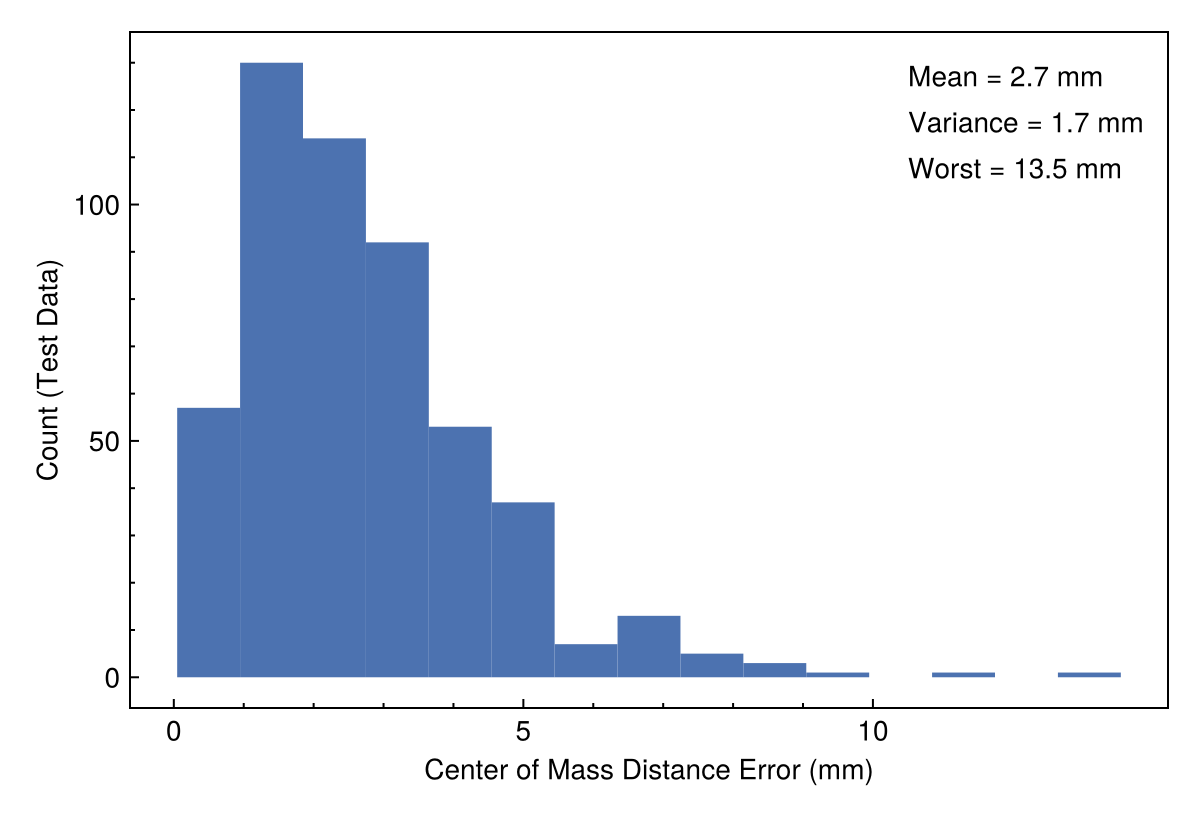 Mean = 2.7 mm
Variance = 1.7 mm
Worst = 13.5 mm
100
50
0
Count (Test Data)
0 5 10
Center of Mass Distance Error (mm)